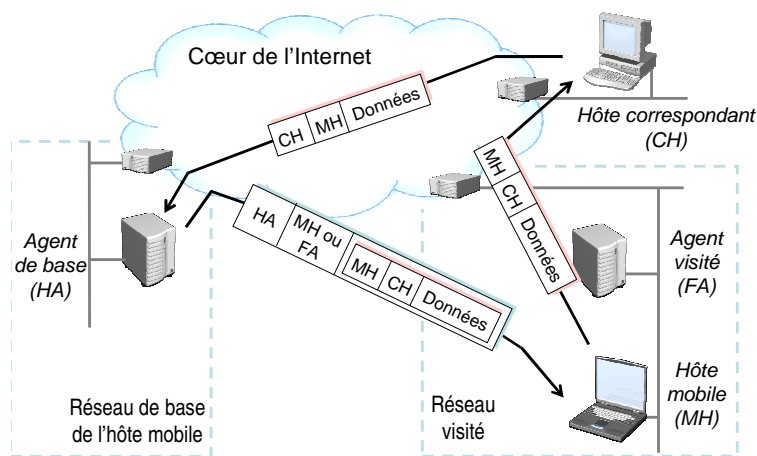 Cœur de l'Internet
CH MH Données
Hôte correspondant
(CH)
MH CH Données
Agent
de base
(HA)
HA MH ou
FA
MH CH Données
Agent
visité
(FA)
Hôte
mobile
(MH)
Réseau de base
de l'hôte mobile
Réseau
visité